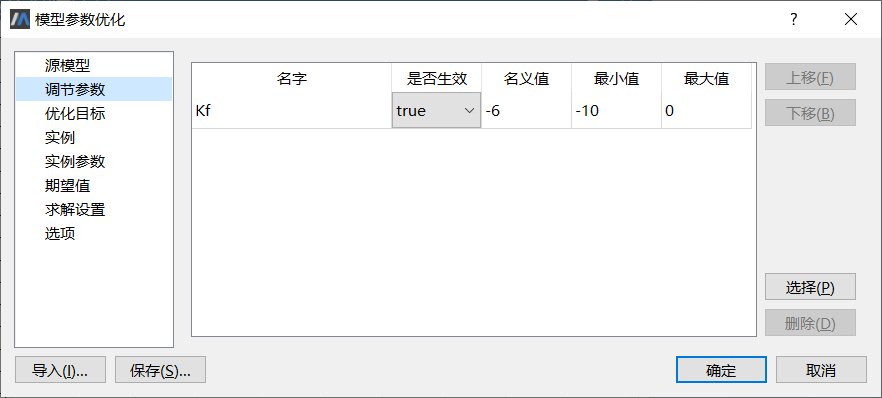 模型参数优化
源模型
调节参数
优化目标
实例
实例参数
期望值
求解设置
选项
名字 是否生效 名义值 最小值 最大值
Kf true -6 -10 0
上移(F)
下移(B)
选择(P)
删除(D)
导入(I)... 保存(S)... 确定 取消